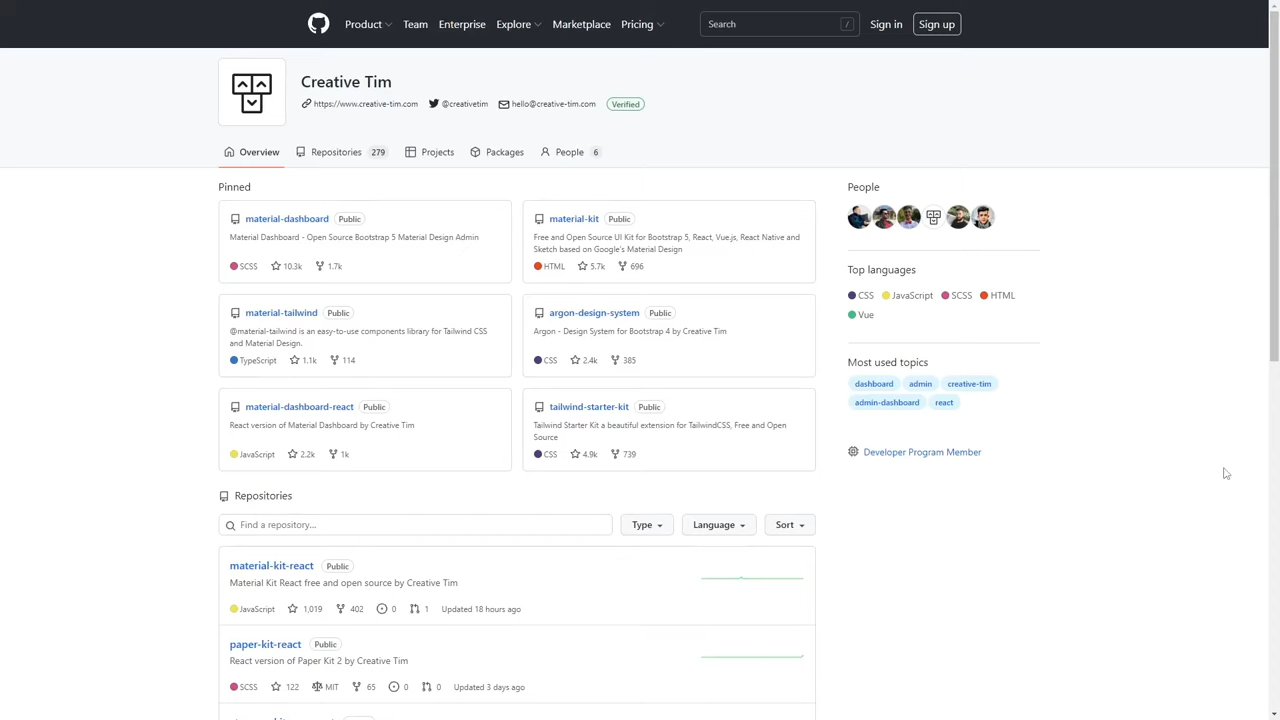 Product Team Enterprise Explore Marketplace Pricing Search / Sign in Sign up
Creative Tim
https://www.creative-tim.com @creativetim hello@creative-tim.com Verified
Overview Repositories 279 Projects Packages People 6
Pinned
material-dashboard Public
Material Dashboard - Open Source Bootstrap 5 Material Design Admin
SCSS 10.3k 1.7k
material-kit Public
Free and Open Source UI Kit for Bootstrap 5, React, Vue.js, React Native and
Sketch based on Google's Material Design
HTML 5.7k 696
material-tailwind Public
@material-tailwind is an easy-to-use components library for Tailwind CSS
and Material Design.
TypeScript 1.1k 114
argon-design-system Public
Argon - Design System for Bootstrap 4 by Creative Tim
CSS 2.4k 385
material-dashboard-react Public
React version of Material Dashboard by Creative Tim
JavaScript 2.2k 1k
tailwind-starter-kit Public
Tailwind Starter Kit a beautiful extension for TailwindCSS, Free and Open
Source
CSS 4.9k 739
People
Top languages
CSS JavaScript SCSS HTML
Vue
Most used topics
dashboard admin creative-tim
admin-dashboard react
Developer Program Member
Repositories
Find a repository... Type Language Sort
material-kit-react Public
Material Kit React free and open source by Creative Tim
JavaScript 1,019 402 0 1 Updated 18 hours ago
paper-kit-react Public
React version of Paper Kit 2 by Creative Tim
SCSS 122 MIT 65 0 0 Updated 3 days ago